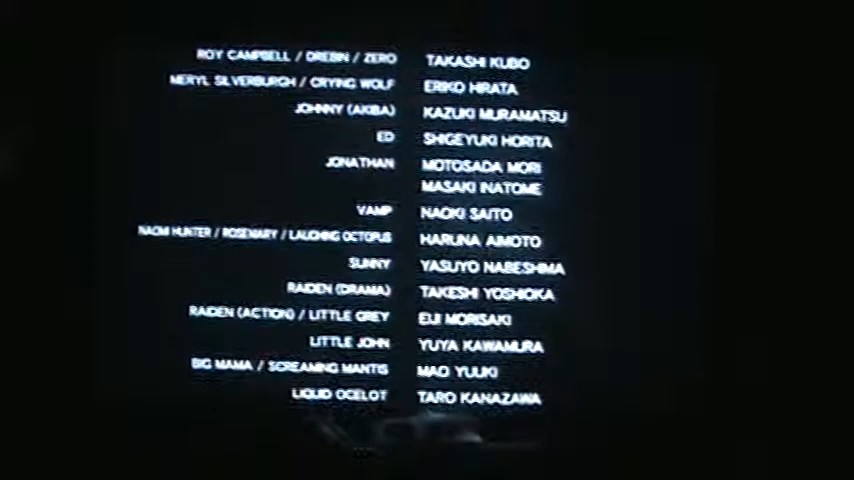 ROY CAMPBELL / DREBIN / ZERO TAKASHI KUBO
MERYL SILVERBURGH / CRYING WOLF ERIKO HIRATA
JOHNNY (AKIBA) KAZUKI MURAMATSU
ED SHIGEYUKI HORITA
JONATHAN MOTOSADA MORI
MASAKI INATOME
VAMP NAOKI SAITO
NAOMI HUNTER / ROSEMARY / LAUGHING OCTOPUS HARUNA AIMOTO
SUNNY YASUYO NABESHIMA
RAIDEN (DRAMA) TAKESHI YOSHIOKA
RAIDEN (ACTION) / LITTLE GREY EIJI MORISAKI
LITTLE JOHN YUYA KAWAMURA
BIG MAMA / SCREAMING MANTIS MAO YUUKI
LIQUID OCELOT TARO KANAZAWA